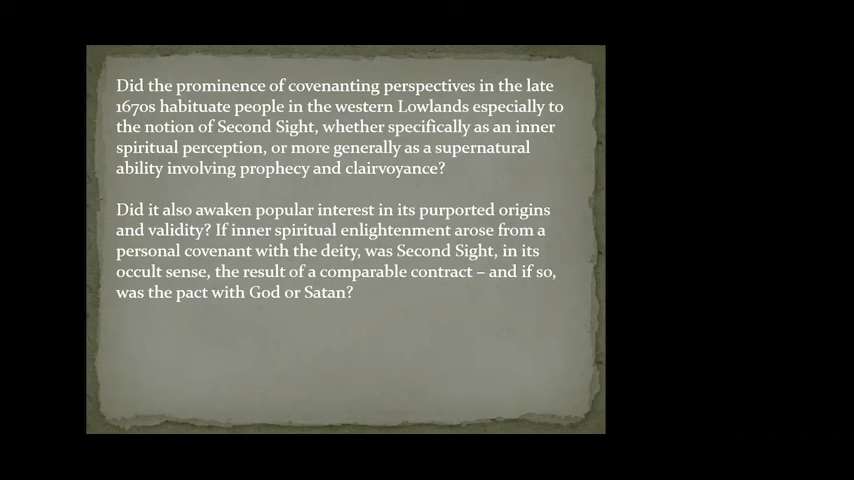 Did the prominence of covenanting perspectives in the late
1670s habituate people in the western Lowlands especially to
the notion of Second Sight, whether specifically as an inner
spiritual perception, or more generally as a supernatural
ability involving prophecy and clairvoyance?
Did it also awaken popular interest in its purported origins
and validity? If inner spiritual enlightenment arose from a
personal covenant with the deity, was Second Sight, in its
occult sense, the result of a comparable contract – and if so,
was the pact with God or Satan?